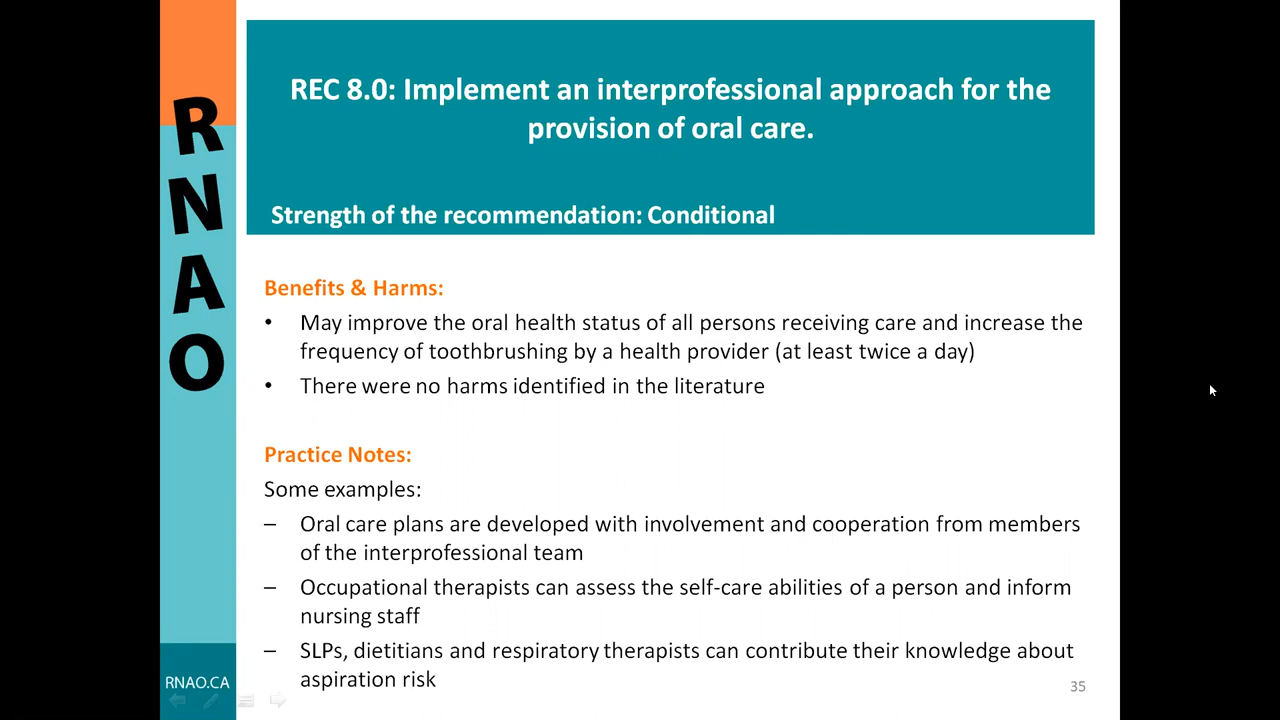 REC 8.0: Implement an interprofessional approach for the
provision of oral care.
Strength of the recommendation: Conditional
RNAO
Benefits & Harms:
• May improve the oral health status of all persons receiving care and increase the
frequency of toothbrushing by a health provider (at least twice a day)
• There were no harms identified in the literature
Practice Notes:
Some examples:
– Oral care plans are developed with involvement and cooperation from members
of the interprofessional team
– Occupational therapists can assess the self-care abilities of a person and inform
nursing staff
– SLPs, dietitians and respiratory therapists can contribute their knowledge about
aspiration risk
RNAO.CA
35